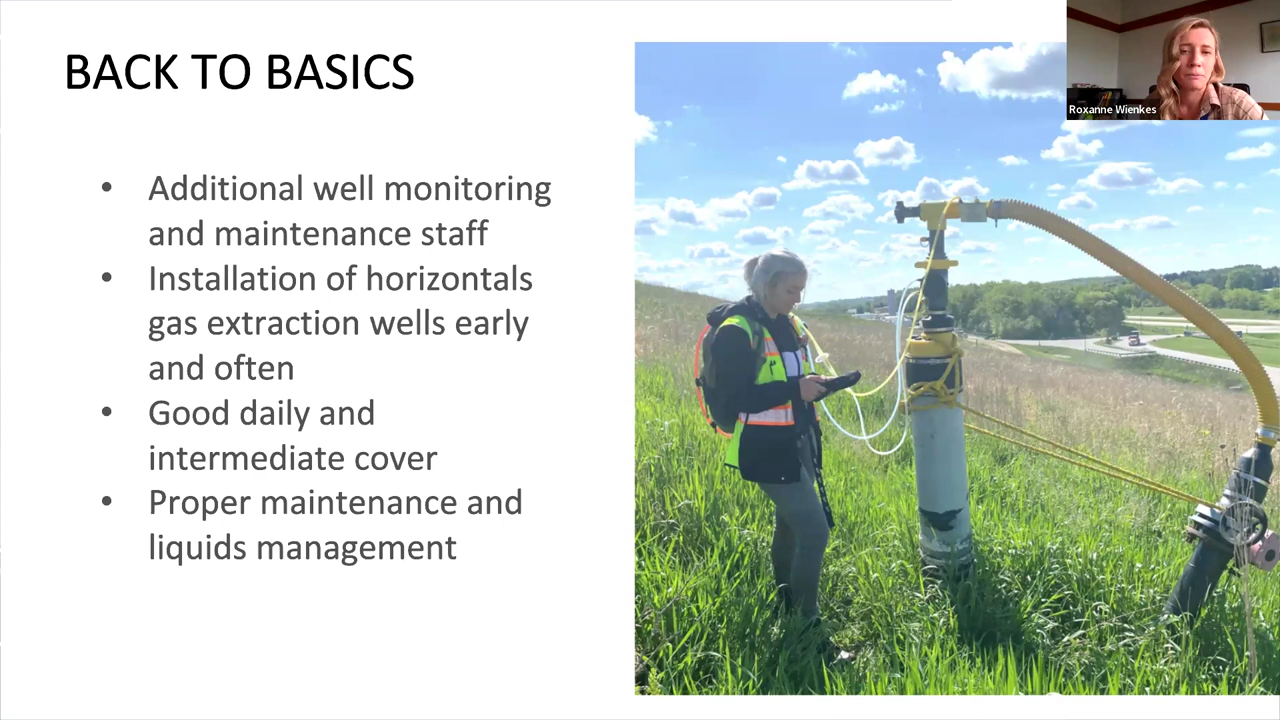 BACK TO BASICS
• Additional well monitoring
and maintenance staff
• Installation of horizontals
gas extraction wells early
and often
• Good daily and
intermediate cover
• Proper maintenance and
liquids management
Roxanne Wienkes